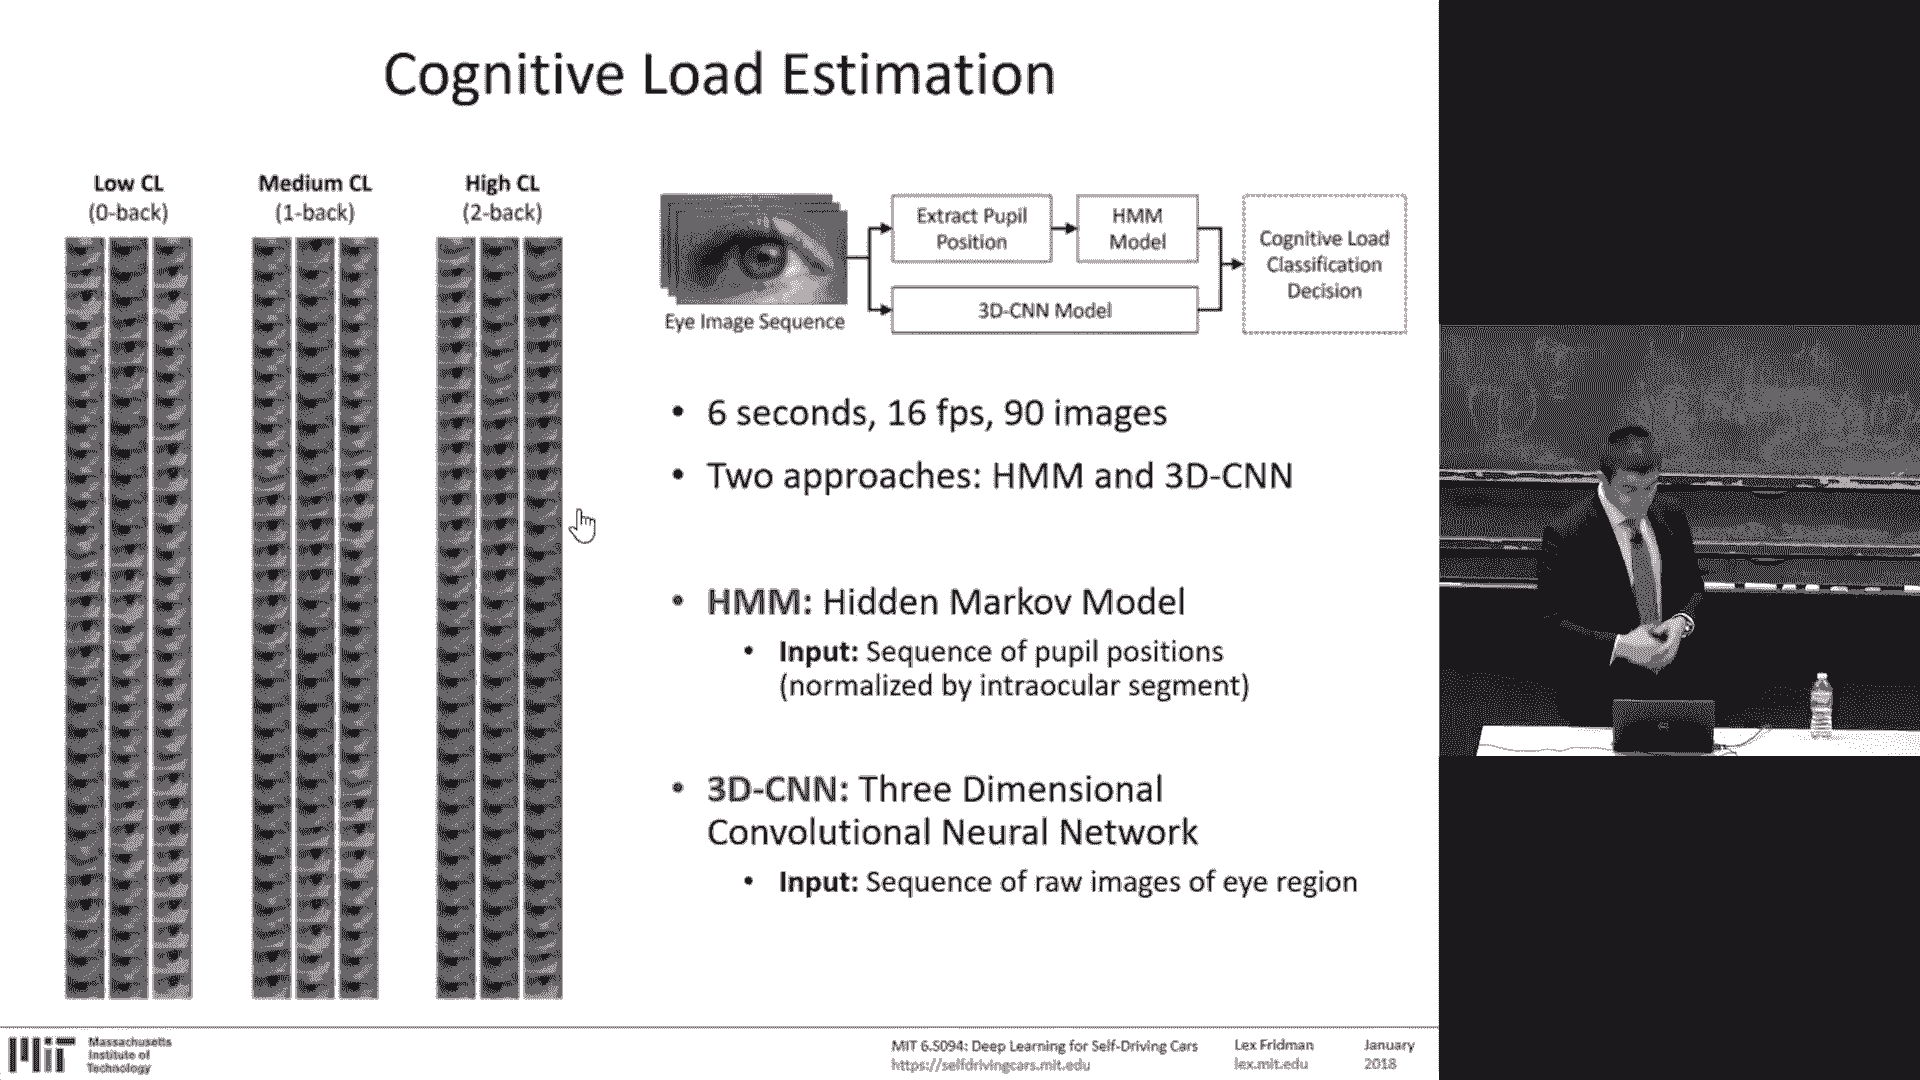 Cognitive Load Estimation
Low CL
(0-back)
Medium CL
(1-back)
High CL
(2-back)
Extract Pupil
Position
HMM
Model
3D-CNN Model
Cognitive Load
Classification
Decision
Eye Image Sequence
• 6 seconds, 16 fps, 90 images
• Two approaches: HMM and 3D-CNN
• HMM: Hidden Markov Model
• Input: Sequence of pupil positions
(normalized by intraocular segment)
• 3D-CNN: Three Dimensional
Convolutional Neural Network
• Input: Sequence of raw images of eye region
MIT
Massachusetts
Institute of
Technology
MIT 6.S094: Deep Learning for Self-Driving Cars
https://selfdrivingcars.mit.edu
Lex Fridman
lex.mit.edu
January
2018